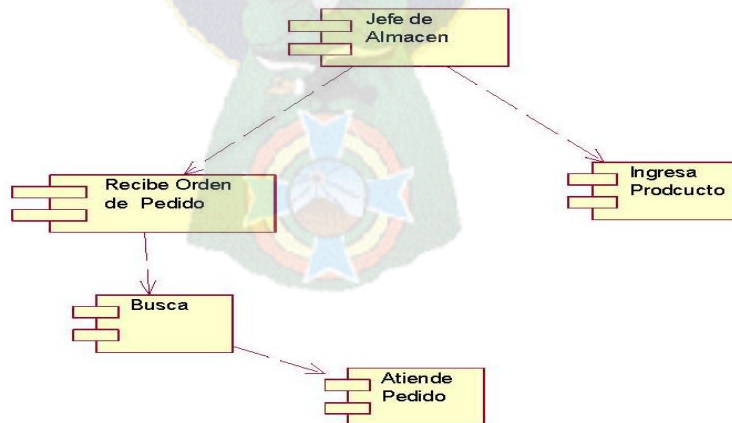 Jefe de
Almacen
Recibe Orden
de Pedido
Ingresa
Prodcucto
Busca
Atiende
Pedido